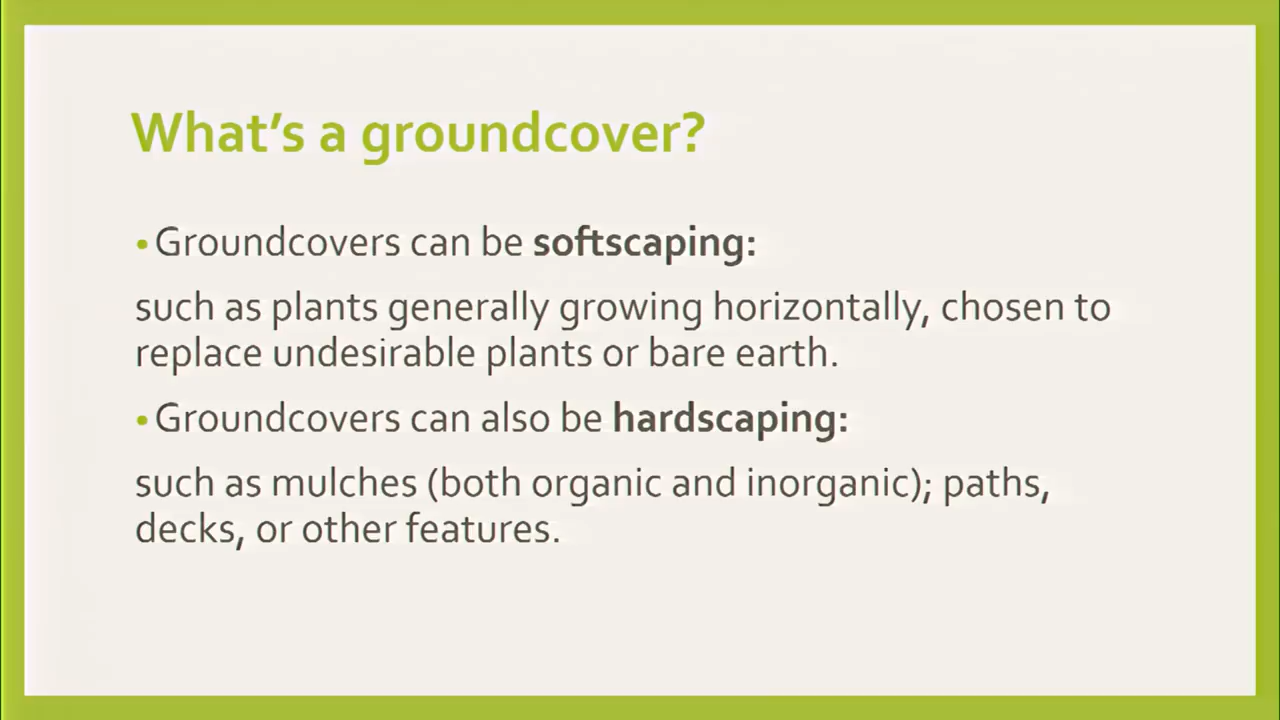 What’s a groundcover?
•Groundcovers can be softscaping:
such as plants generally growing horizontally, chosen to
replace undesirable plants or bare earth.
•Groundcovers can also be hardscaping:
such as mulches (both organic and inorganic); paths,
decks, or other features.